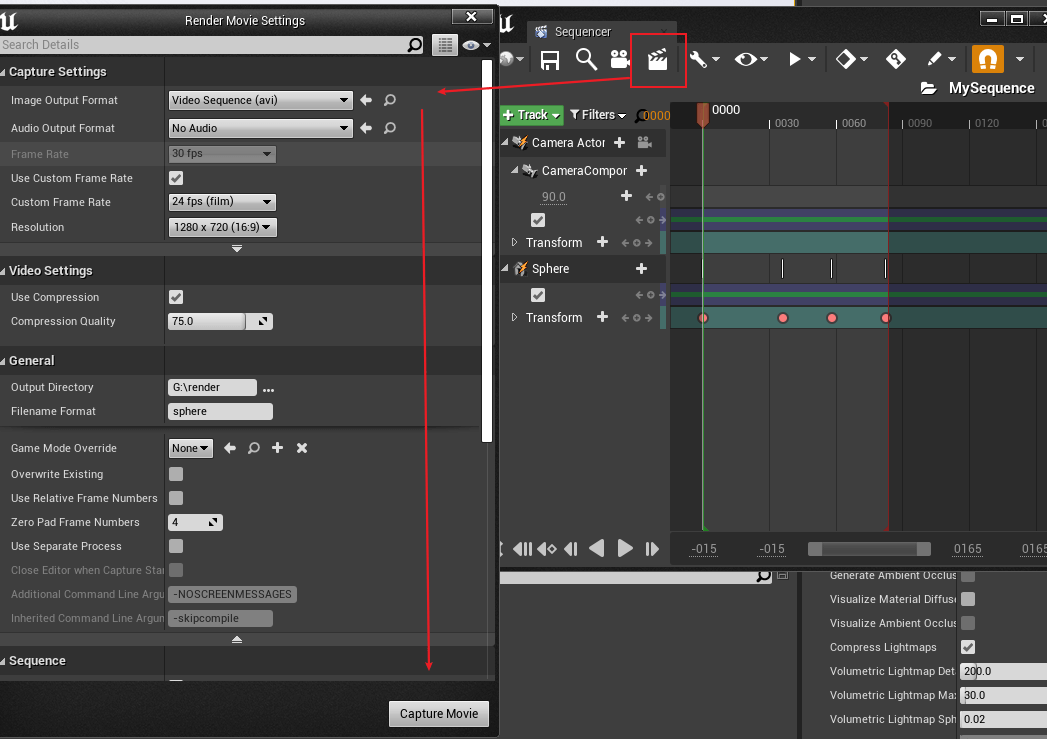 Render Movie Settings
Search Details
Capture Settings
Image Output Format
Video Sequence (avi)
Audio Output Format
No Audio
Frame Rate
30 fps
Use Custom Frame Rate
Custom Frame Rate
24 fps (film)
Resolution
1280 x 720 (16:9)
Video Settings
Use Compression
Compression Quality
75.0
General
Output Directory
G:\render
...
Filename Format
sphere
Game Mode Override
None
Overwrite Existing
Use Relative Frame Numbers
Zero Pad Frame Numbers
4
Use Separate Process
Close Editor when Capture Star
Additional Command Line Argu
-NOSCREENMESSAGES
Inherited Command Line Argun
-skipcompile
Sequence
Capture Movie
Sequencer
MySequence
Track
Filters
0000
0000
0030
0060
0090
0120
Camera Actor
CameraCompor
90.0
Transform
Sphere
Transform
-015
-015
0165
0165
Generate Ambient Occlus
Visualize Material Diffuse
Visualize Ambient Occlus
Compress Lightmaps
Volumetric Lightmap Det
200.0
Volumetric Lightmap Max
30.0
Volumetric Lightmap Sph
0.02